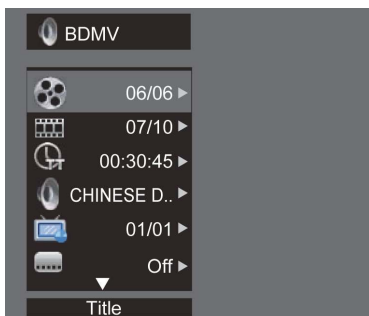 BDMV
06/06
07/10
00:30:45
CHINESE D..
01/01
Off
Title